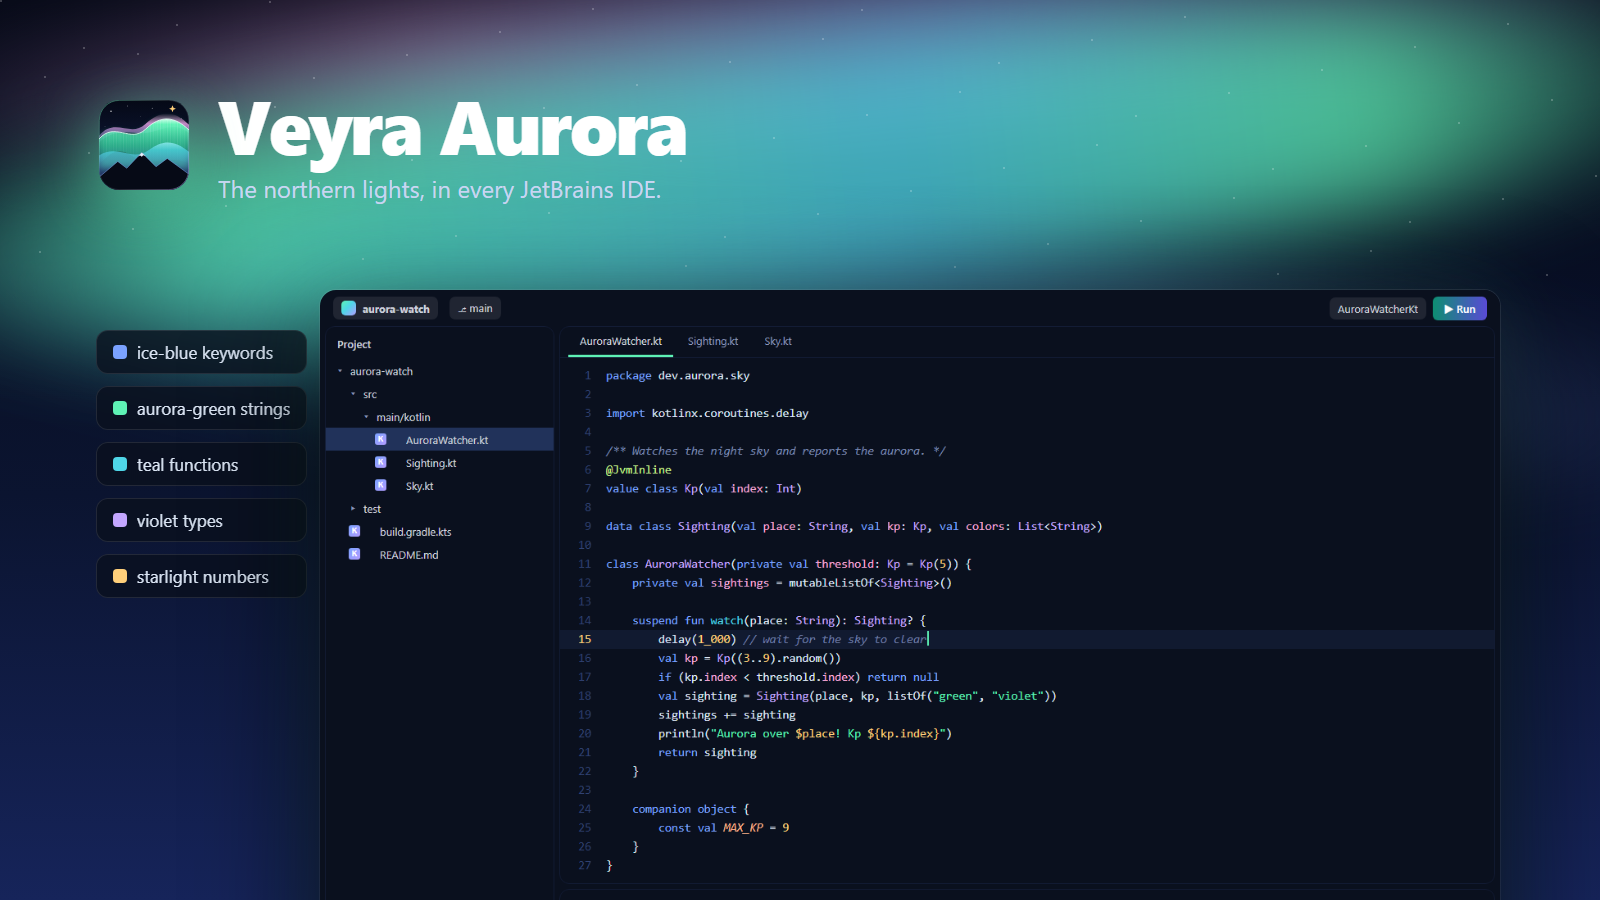 Veyra Aurora
The northern lights, in every JetBrains IDE.
ice-blue keywords
aurora-green strings
teal functions
violet types
starlight numbers
aurora-watch
main
AuroraWatcherKt
Run
Project
aurora-watch
src
main/kotlin
K AuroraWatcher.kt
K Sighting.kt
K Sky.kt
test
K build.gradle.kts
K README.md
AuroraWatcher.kt Sighting.kt Sky.kt
1 package dev.aurora.sky
2
3 import kotlinx.coroutines.delay
4
5 /** Watches the night sky and reports the aurora. */
6 @JvmInline
7 value class Kp(val index: Int)
8
9 data class Sighting(val place: String, val kp: Kp, val colors: List<String>)
10
11 class AuroraWatcher(private val threshold: Kp = Kp(5)) {
12     private val sightings = mutableListOf<Sighting>()
13
14     suspend fun watch(place: String): Sighting? {
15         delay(1_000) // wait for the sky to clear
16         val kp = Kp((3..9).random())
17         if (kp.index < threshold.index) return null
18         val sighting = Sighting(place, kp, listOf("green", "violet"))
19         sightings += sighting
20         println("Aurora over $place! Kp ${kp.index}")
21         return sighting
22     }
23
24     companion object {
25         const val MAX_KP = 9
26     }
27 }